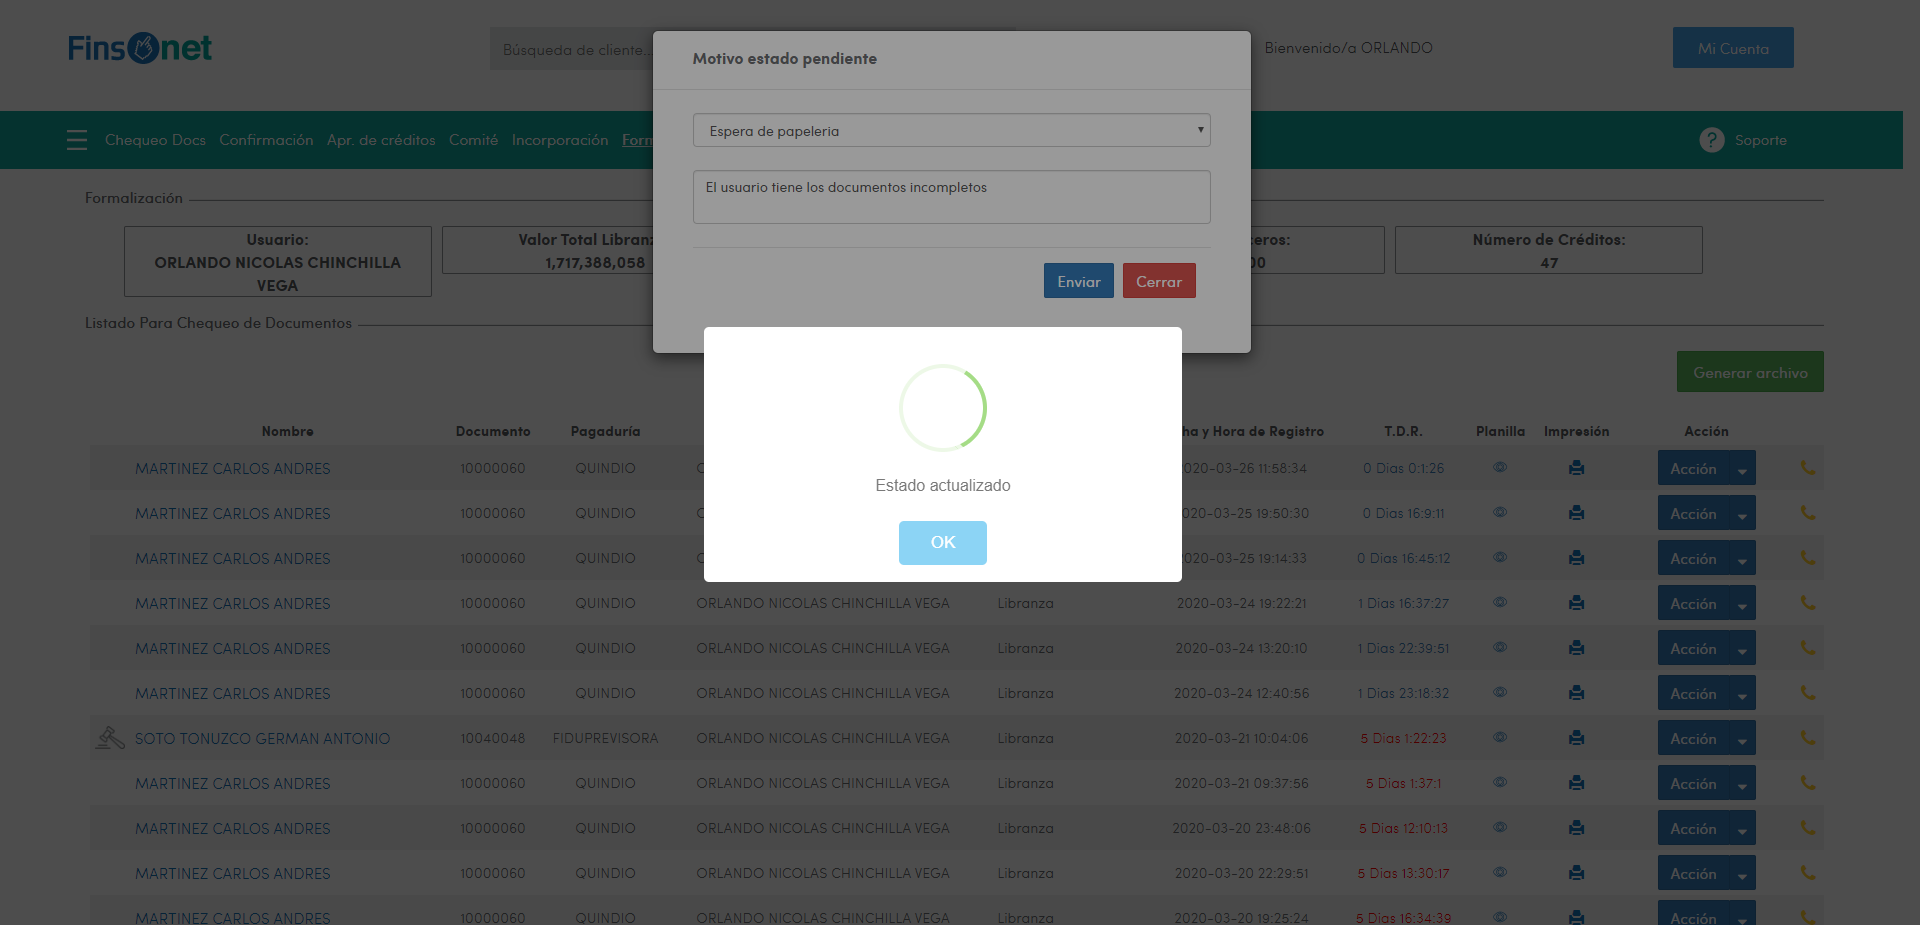 Finsonet
Búsqueda de cliente...
Bienvenido/a ORLANDO
Mi Cuenta
Motivo estado pendiente
Espera de papeleria
El usuario tiene los documentos incompletos
Enviar
Cerrar
Chequeo Docs Confirmación Apr. de créditos Comité Incorporación Form
? Soporte
Formalización
Usuario:
ORLANDO NICOLAS CHINCHILLA
VEGA
Valor Total Libranz
1,717,388,058
eros:
00
Número de Créditos:
47
Listado Para Chequeo de Documentos
Generar archivo
Estado actualizado
OK
Nombre Documento Pagaduría ha y Hora de Registro T.D.R. Planilla Impresión Acción
MARTINEZ CARLOS ANDRES 10000060 QUINDIO O 020-03-26 11:58:34 0 Dias 0:1:26 Acción
MARTINEZ CARLOS ANDRES 10000060 QUINDIO O 020-03-25 19:50:30 0 Dias 16:9:11 Acción
MARTINEZ CARLOS ANDRES 10000060 QUINDIO O 020-03-25 19:14:33 0 Dias 16:45:12 Acción
MARTINEZ CARLOS ANDRES 10000060 QUINDIO ORLANDO NICOLAS CHINCHILLA VEGA Libranza 2020-03-24 19:22:21 1 Dias 16:37:27 Acción
MARTINEZ CARLOS ANDRES 10000060 QUINDIO ORLANDO NICOLAS CHINCHILLA VEGA Libranza 2020-03-24 13:20:10 1 Dias 22:39:51 Acción
MARTINEZ CARLOS ANDRES 10000060 QUINDIO ORLANDO NICOLAS CHINCHILLA VEGA Libranza 2020-03-24 12:40:56 1 Dias 23:18:32 Acción
SOTO TONUZCO GERMAN ANTONIO 10040048 FIDUPREVISORA ORLANDO NICOLAS CHINCHILLA VEGA Libranza 2020-03-21 10:04:06 5 Dias 1:22:23 Acción
MARTINEZ CARLOS ANDRES 10000060 QUINDIO ORLANDO NICOLAS CHINCHILLA VEGA Libranza 2020-03-21 09:37:56 5 Dias 1:37:1 Acción
MARTINEZ CARLOS ANDRES 10000060 QUINDIO ORLANDO NICOLAS CHINCHILLA VEGA Libranza 2020-03-20 23:48:06 5 Dias 12:10:13 Acción
MARTINEZ CARLOS ANDRES 10000060 QUINDIO ORLANDO NICOLAS CHINCHILLA VEGA Libranza 2020-03-20 22:29:51 5 Dias 13:30:17 Acción
MARTINEZ CARLOS ANDRES 10000060 QUINDIO ORLANDO NICOLAS CHINCHILLA VEGA Libranza 2020-03-20 19:25:24 5 Dias 16:34:39 Acción